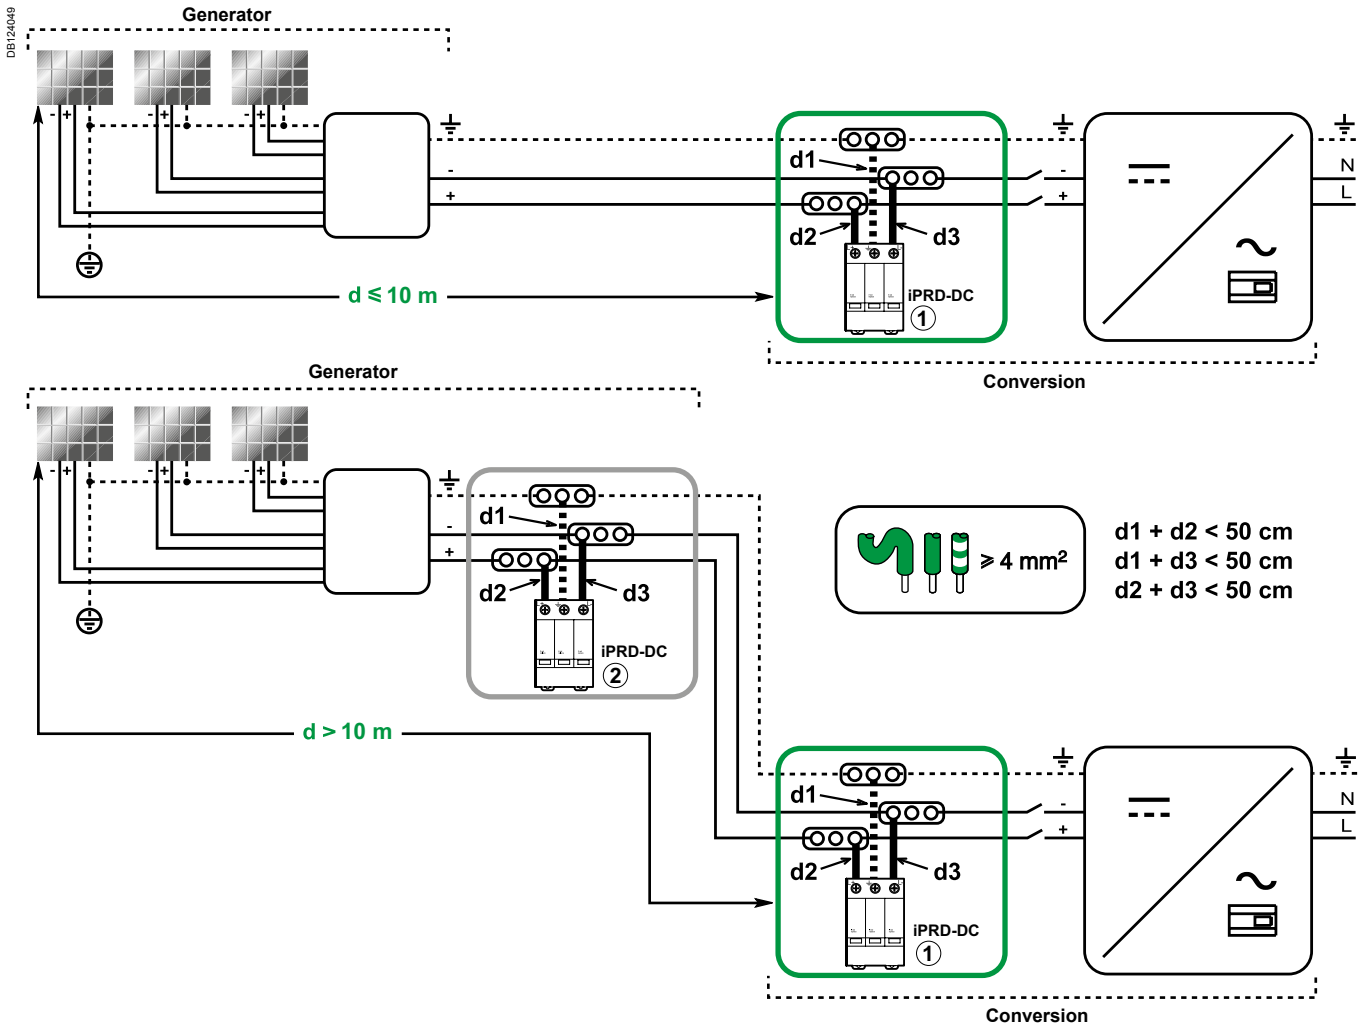 DB124049
Generator
- +
- +
- +
-
+
d1
d2
d3
iPRD-DC
1
-
+
N
L
d ≤ 10 m
Conversion
Generator
- +
- +
- +
-
+
d1
d2
d3
iPRD-DC
2
≥ 4 mm²
d1 + d2 < 50 cm
d1 + d3 < 50 cm
d2 + d3 < 50 cm
d > 10 m
d1
d2
d3
iPRD-DC
1
-
+
N
L
Conversion